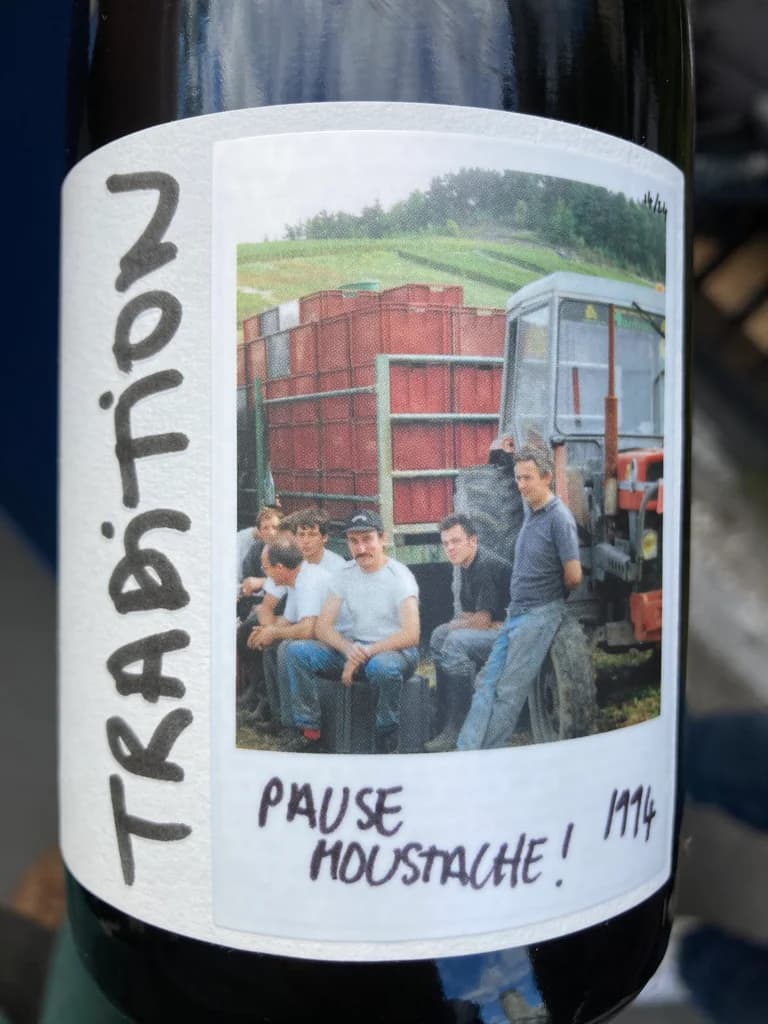 TRADITION
PAUSE
MOUSTACHE!
1994